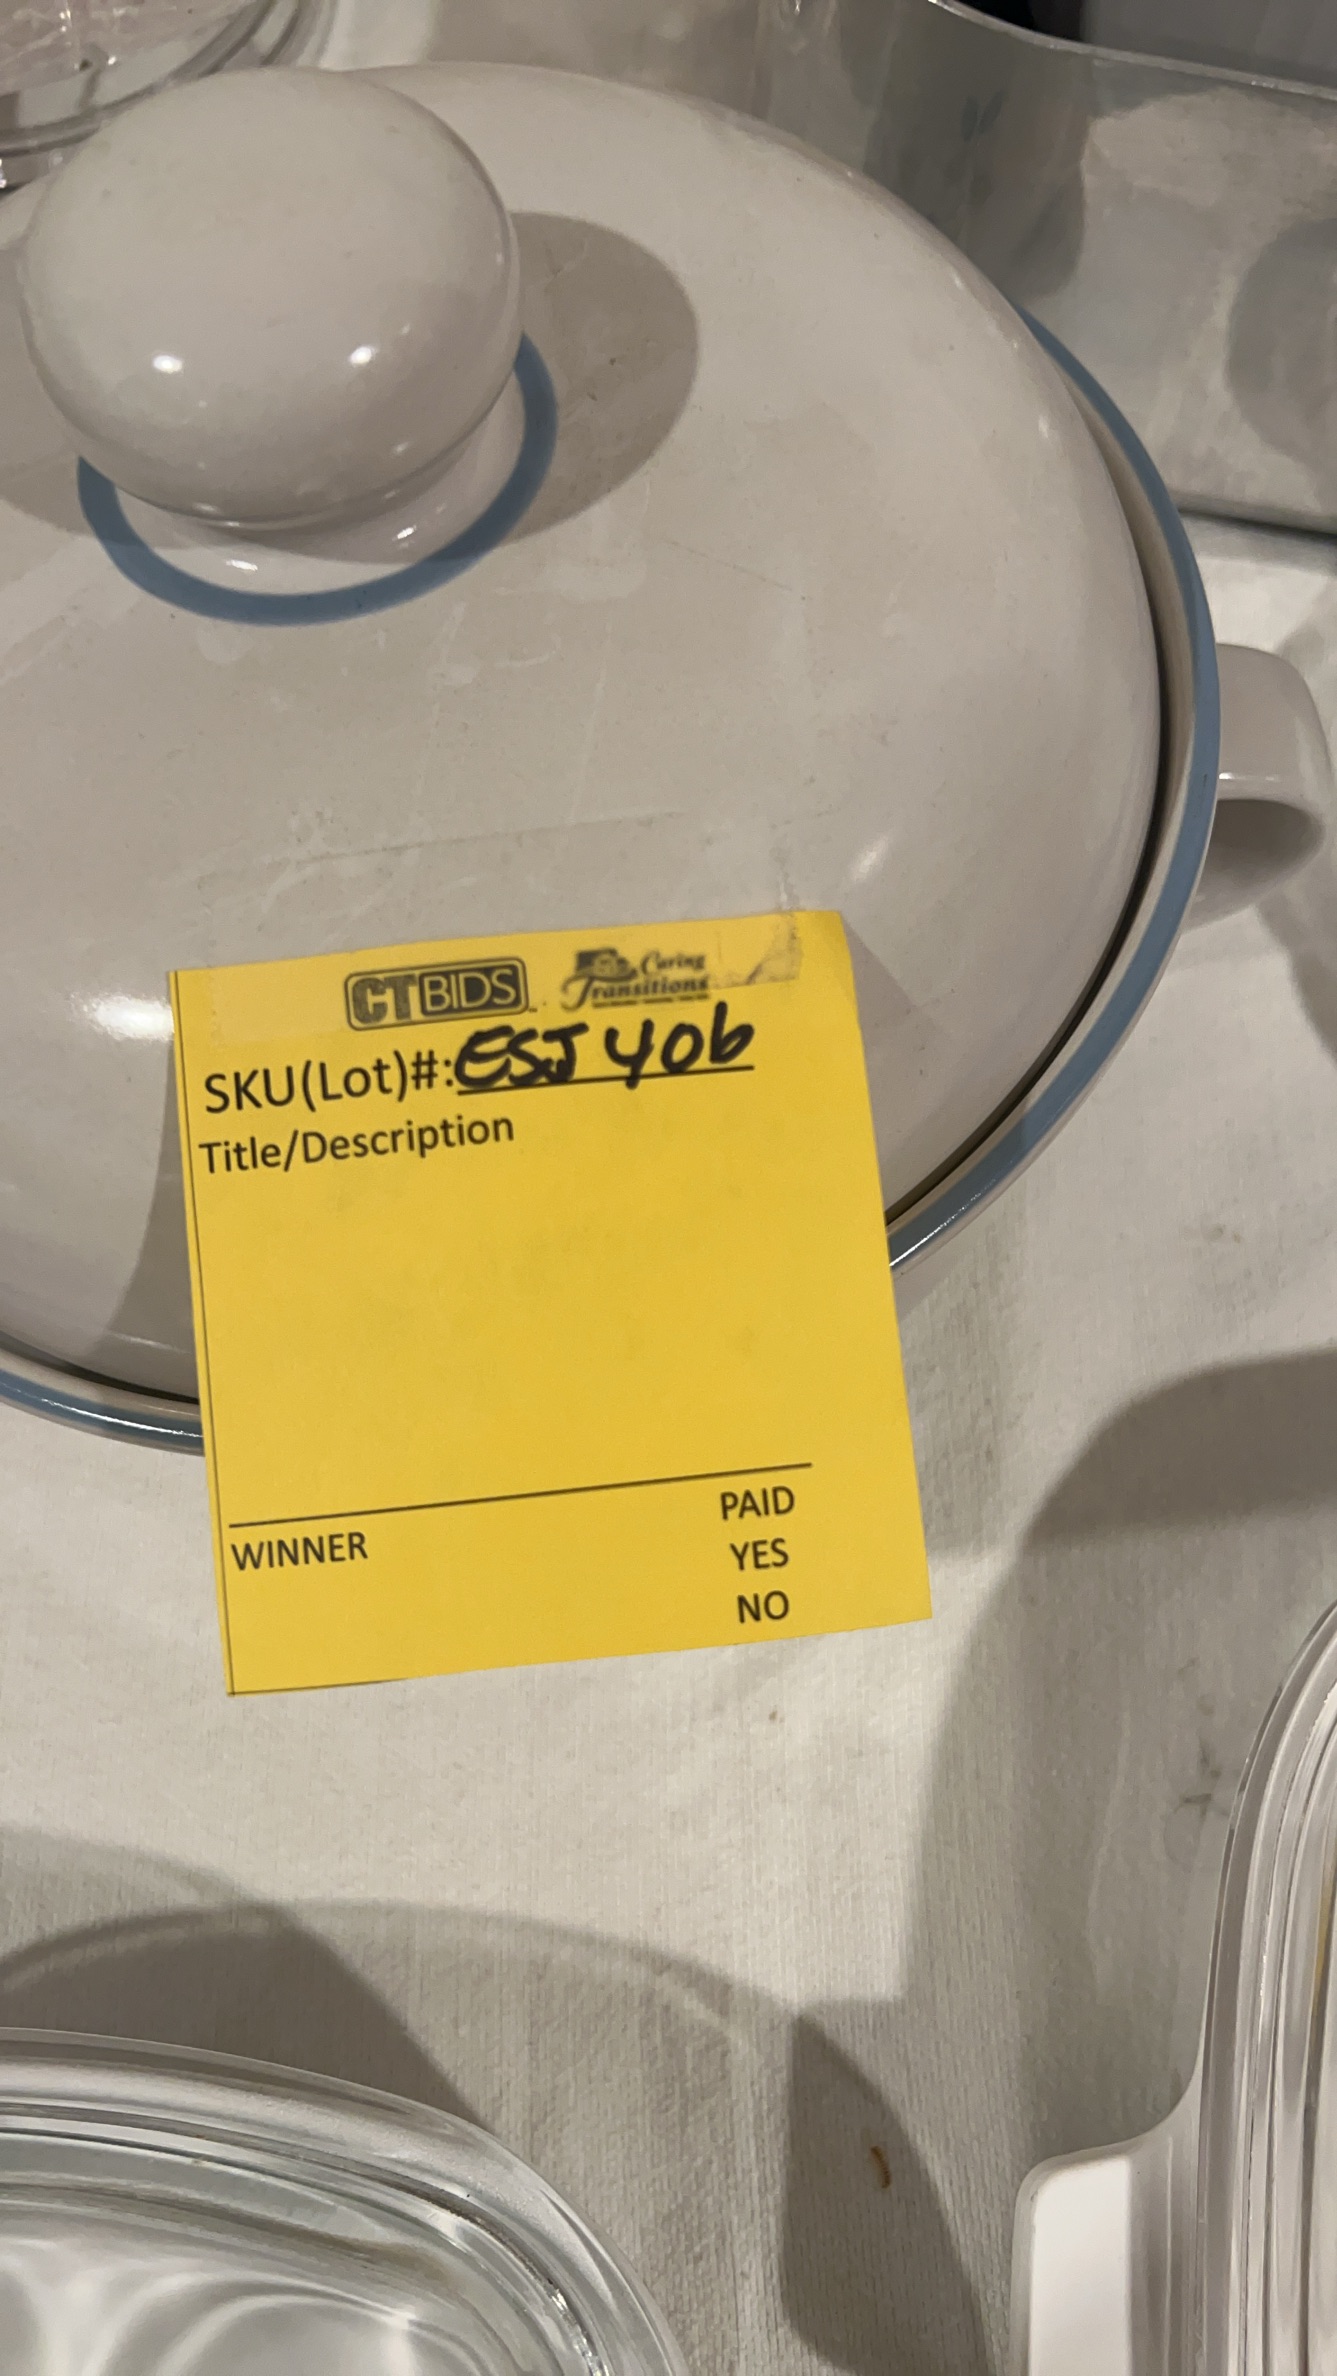 CTBIDS Caring Transitions
SKU(Lot)#: ESJ 406
Title/Description
PAID
WINNER YES
NO